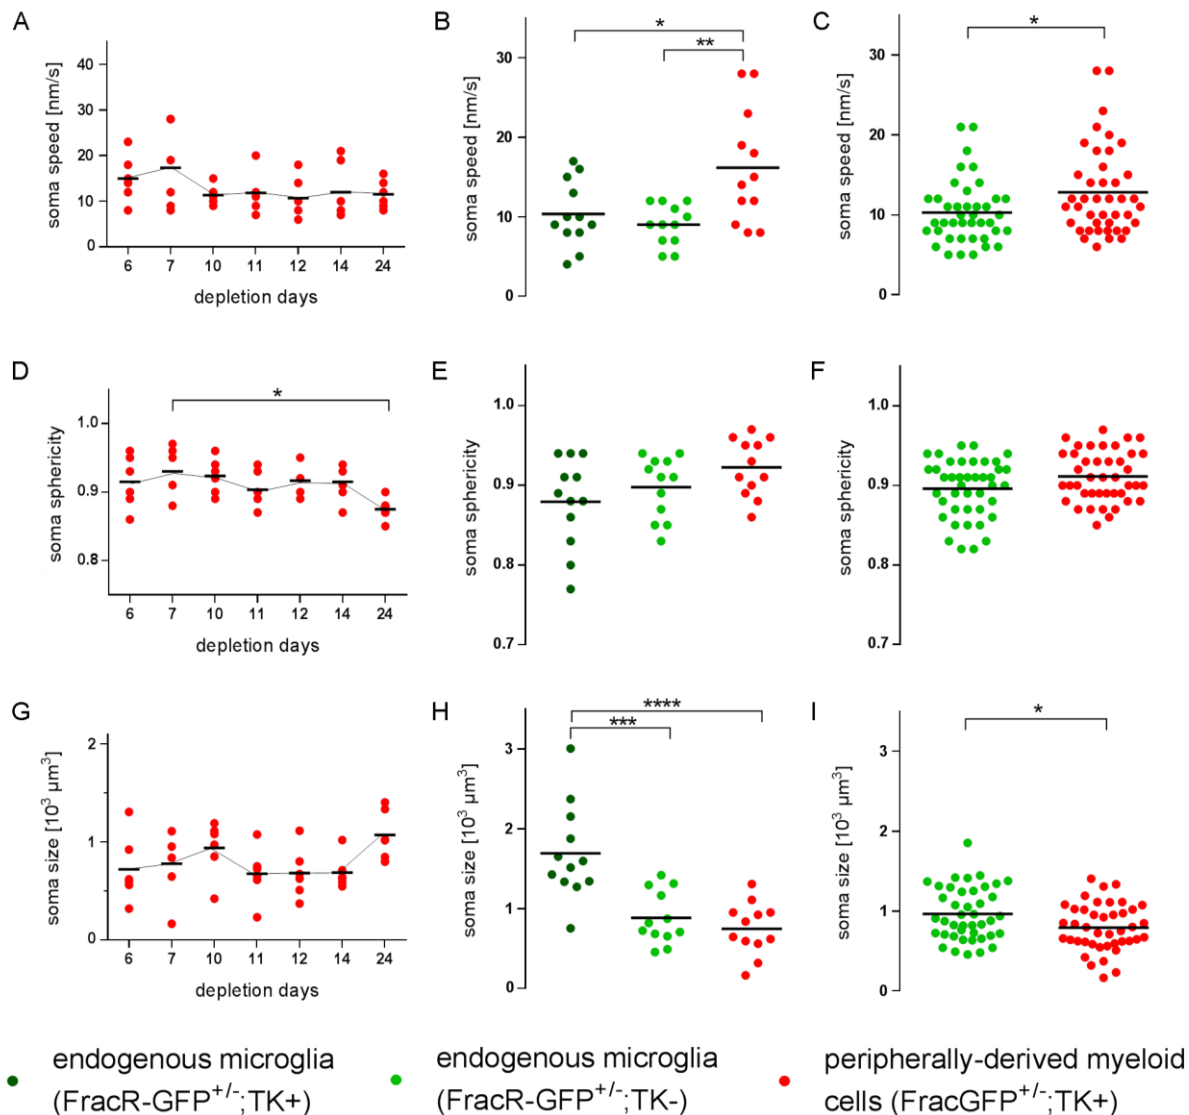 A
soma speed [nm/s]
40
30
20
10
0
6 7 10 11 12 14 24
depletion days
B
soma speed [nm/s]
30
20
10
0
*
**
C
soma speed [nm/s]
30
20
10
0
*
D
soma sphericity
1.0
0.9
0.8
*
6 7 10 11 12 14 24
depletion days
E
soma sphericity
1.0
0.9
0.8
0.7
F
soma sphericity
1.0
0.9
0.8
0.7
G
soma size [10³ µm³]
2
1
0
6 7 10 11 12 14 24
depletion days
H
soma size [10³ µm³]
3
2
1
0
****
***
I
soma size [10³ µm³]
3
2
1
0
*
endogenous microglia
(FracR-GFP⁺/⁻;TK+)
endogenous microglia
(FracR-GFP⁺/⁻;TK-)
peripherally-derived myeloid
cells (FracGFP⁺/⁻;TK+)